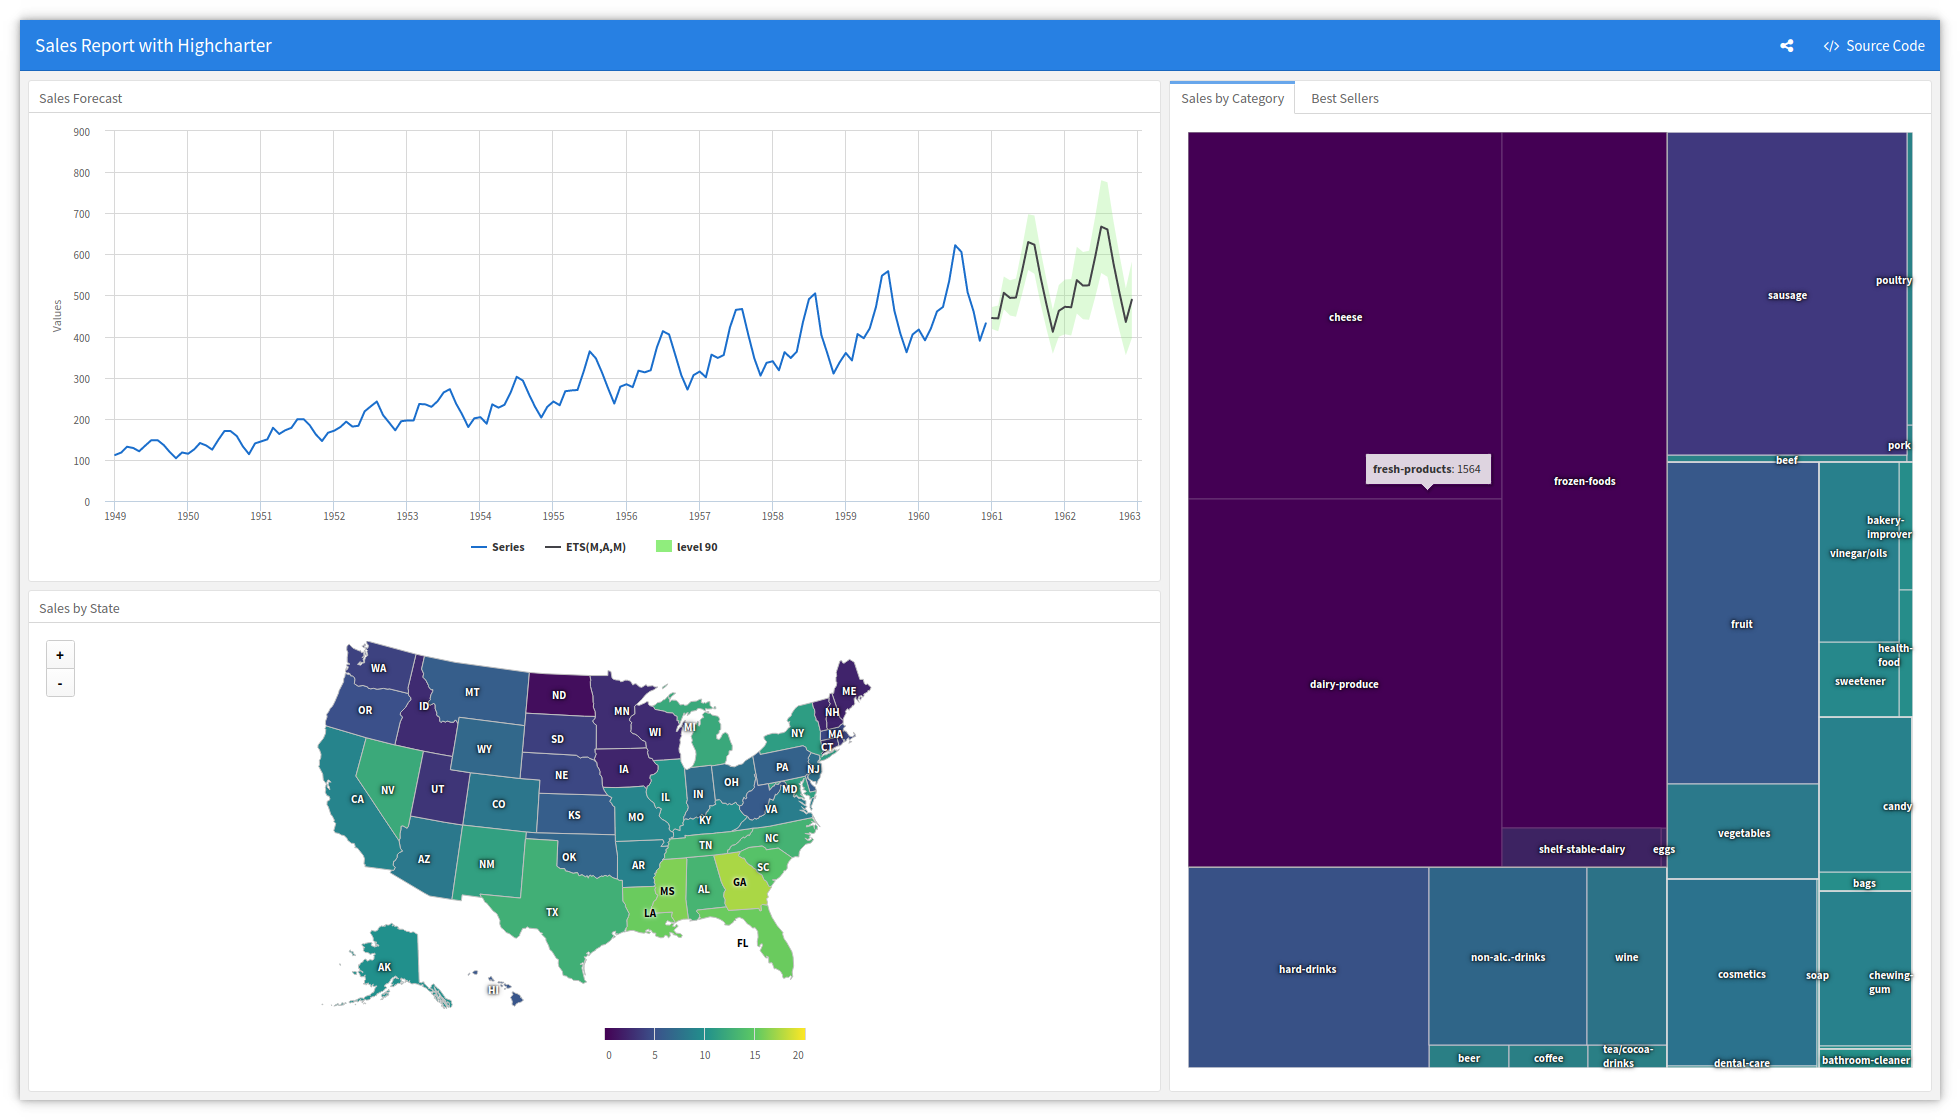 Sales Report with Highcharter
Source Code
Sales Forecast
900
800
700
600
500
400
300
200
100
0
Values
1949 1950 1951 1952 1953 1954 1955 1956 1957 1958 1959 1960 1961 1962 1963
Series ETS(M,A,M) level 90
Sales by State
+
-
WA
MT
ND
ME
OR
ID
MN
NH
SD
WI
MI
NY
MA
WY
CT
IA
PA
NJ
NE
OH
UT
NV
MD
CA
CO
IL
IN
KS
MO
VA
KY
NC
TN
AZ
NM
OK
AR
SC
GA
MS
AL
TX
LA
FL
AK
HI
0 5 10 15 20
Sales by Category Best Sellers
cheese
sausage
poultry
pork
beef
fresh-products: 1564
frozen-foods
bakery-
improver
vinegar/oils
fruit
health-
food
sweetener
dairy-produce
candy
vegetables
shelf-stable-dairy
eggs
bags
hard-drinks
non-alc.-drinks
wine
cosmetics
soap
chewing-
gum
beer
coffee
tea/cocoa-
drinks
dental-care
bathroom-cleaner